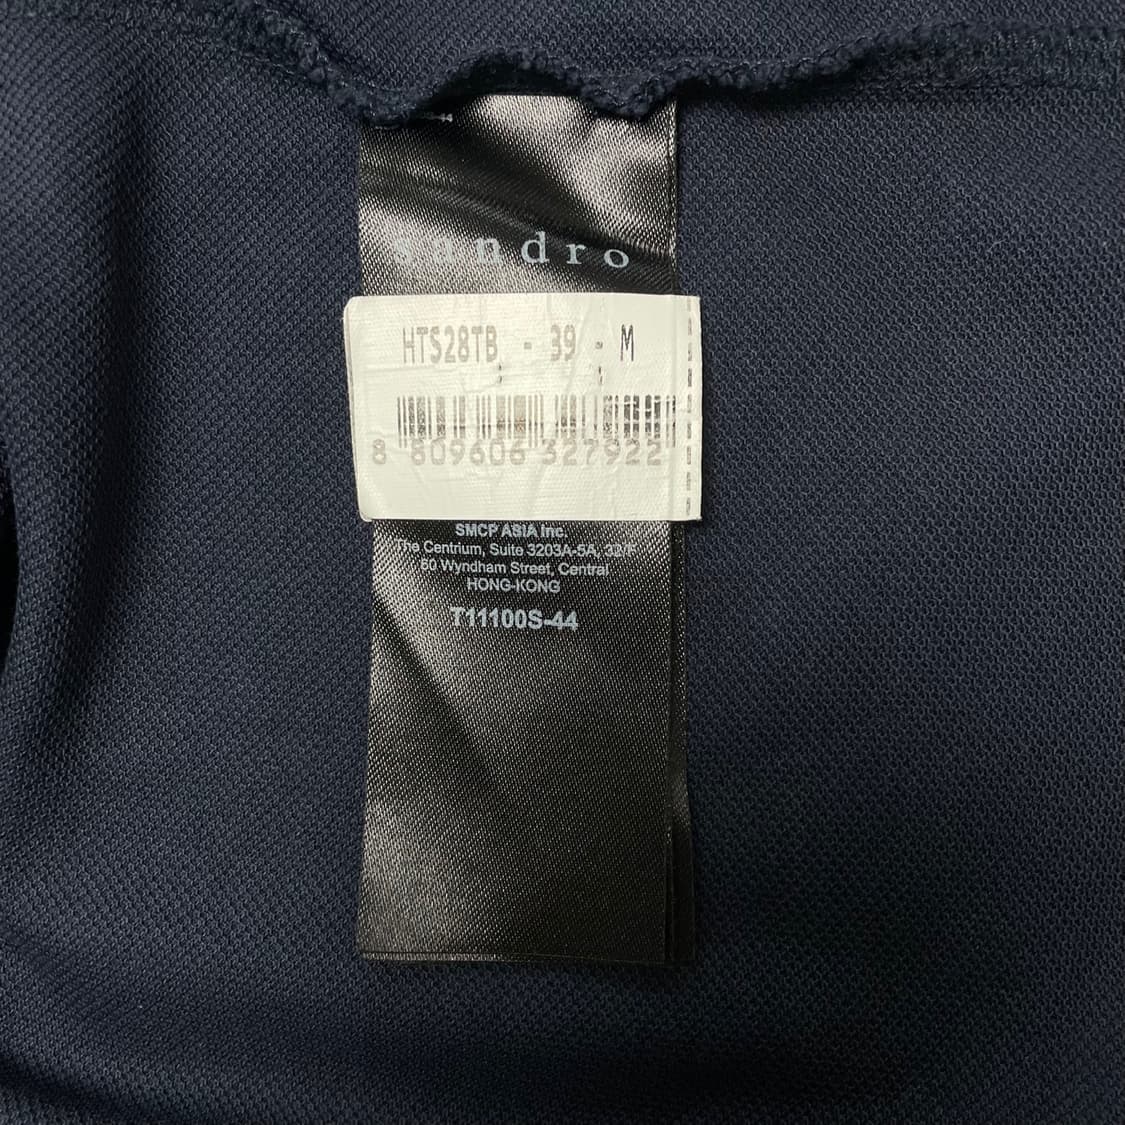 sandro
HTS28TB - 39 - M
8 809606 327922
SMCP ASIA Inc.
The Centrium, Suite 3203A-5A, 32/F
60 Wyndham Street, Central
HONG-KONG
T11100S-44